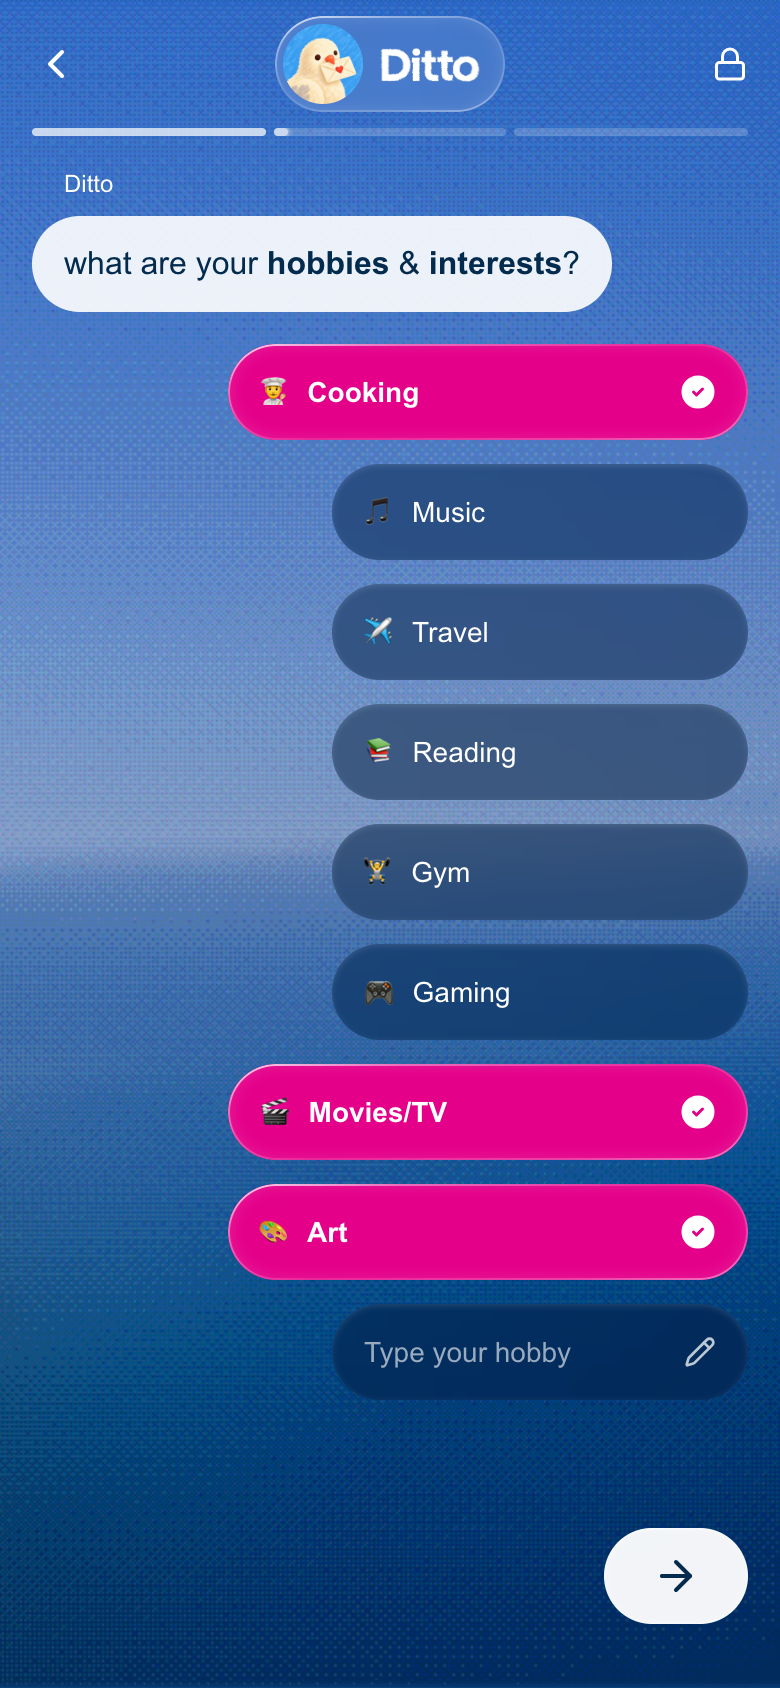 Ditto
Ditto
what are your hobbies & interests?
Cooking
Music
Travel
Reading
Gym
Gaming
Movies/TV
Art
Type your hobby